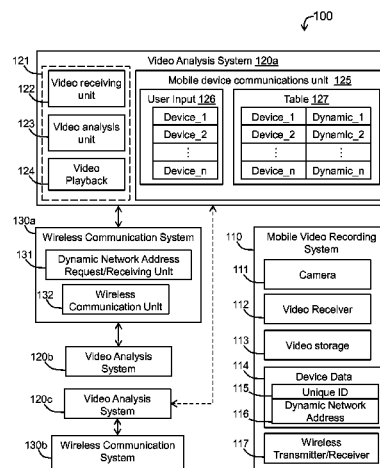 100
Video Analysis System 120a
121
Video receiving
unit
122
123
Video analysis
unit
124
Video
Playback
Mobile device communications unit 125
User Input 126
Device_1
Device_2
⋮
Device_n
Table 127
Device_1 Dynamic_1
Device_2 Dynamic_2
⋮ ⋮
Device_n Dynamic_n
130a
Wireless Communication System
131
Dynamic Network Address
Request/Receiving Unit
132
Wireless
Communication Unit
120b
Video Analysis
System
120c
Video Analysis
System
130b
Wireless Communication System
110
Mobile Video Recording
System
111
Camera
112
Video Receiver
113
Video storage
114
Device Data
115
Unique ID
116
Dynamic Network
Address
117
Wireless
Transmitter/Receiver